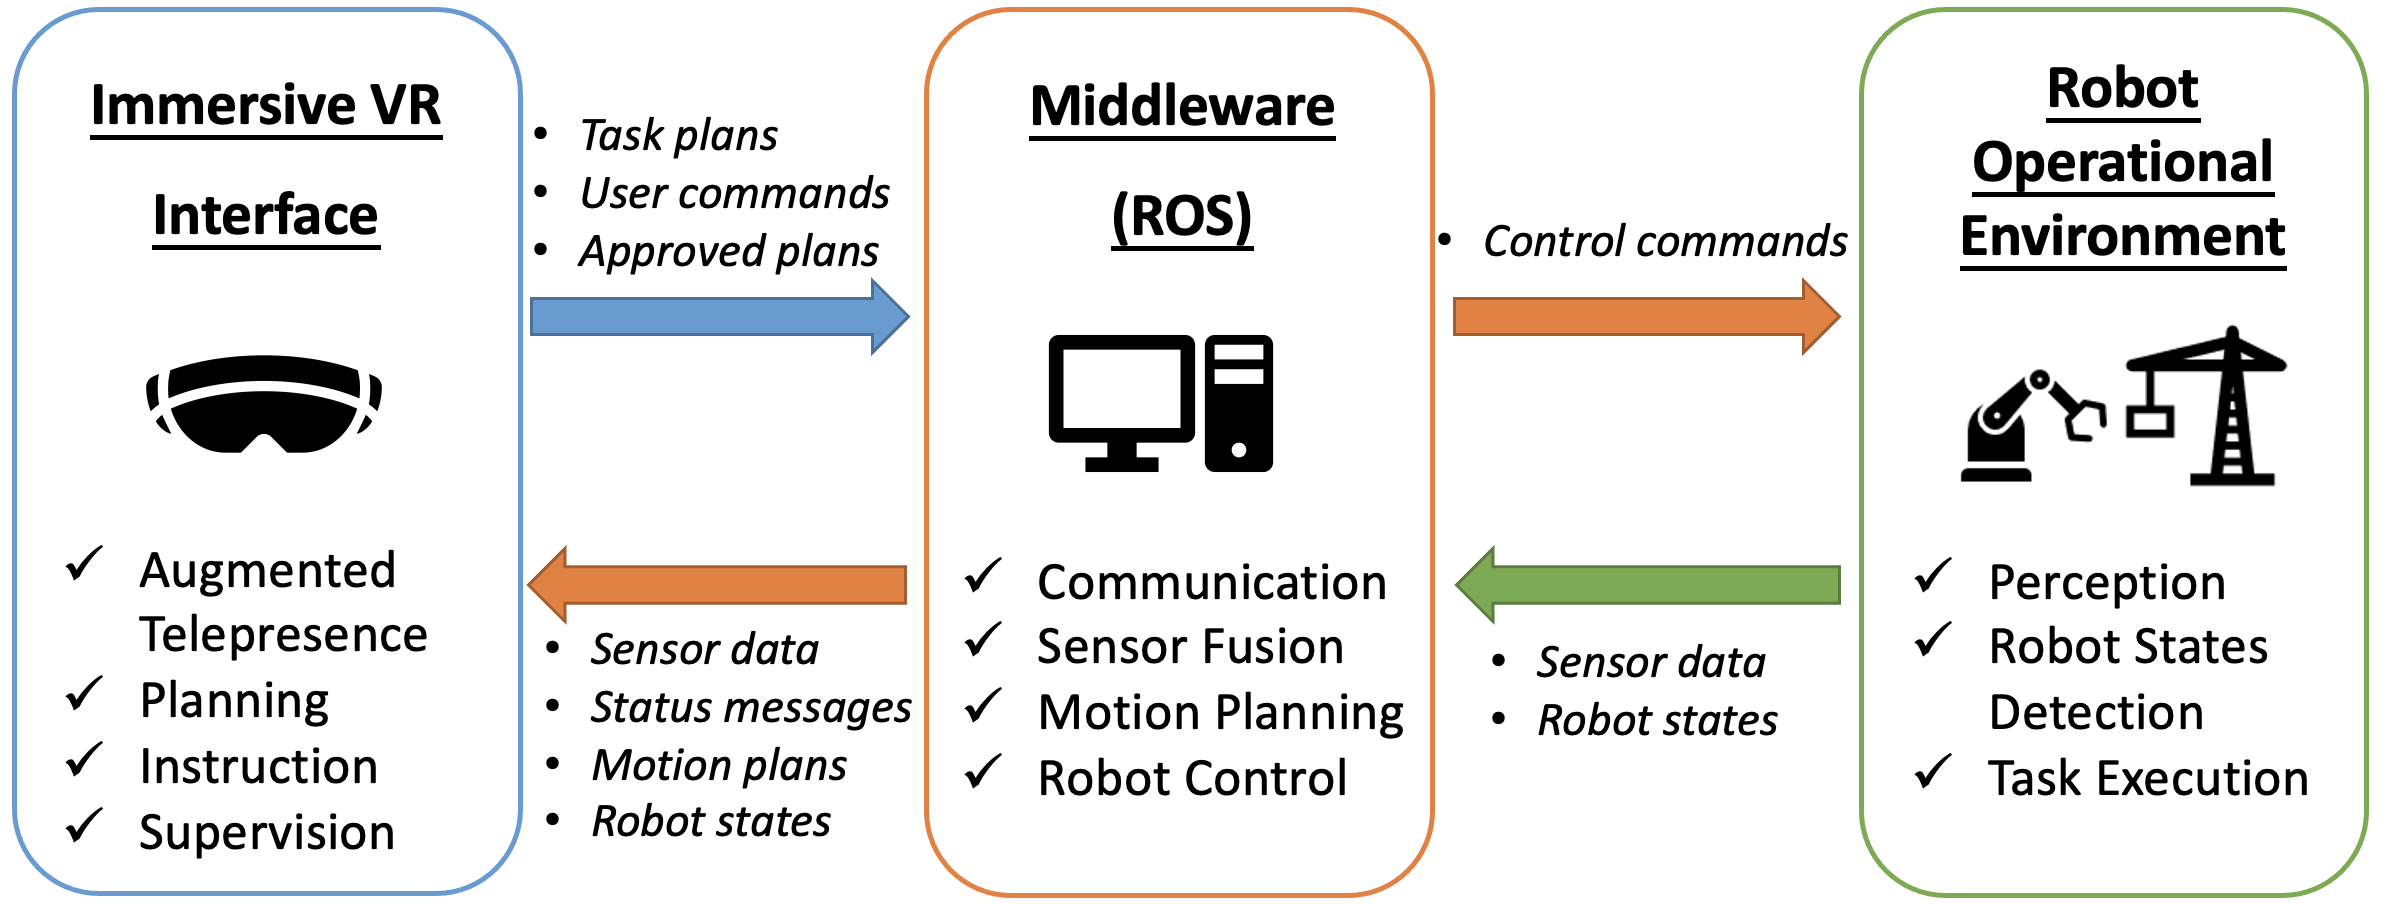 Immersive VR
Interface
✓ Augmented
Telepresence
✓ Planning
✓ Instruction
✓ Supervision
• Task plans
• User commands
• Approved plans
• Sensor data
• Status messages
• Motion plans
• Robot states
Middleware
(ROS)
✓ Communication
✓ Sensor Fusion
✓ Motion Planning
✓ Robot Control
• Control commands
• Sensor data
• Robot states
Robot
Operational
Environment
✓ Perception
✓ Robot States
Detection
✓ Task Execution